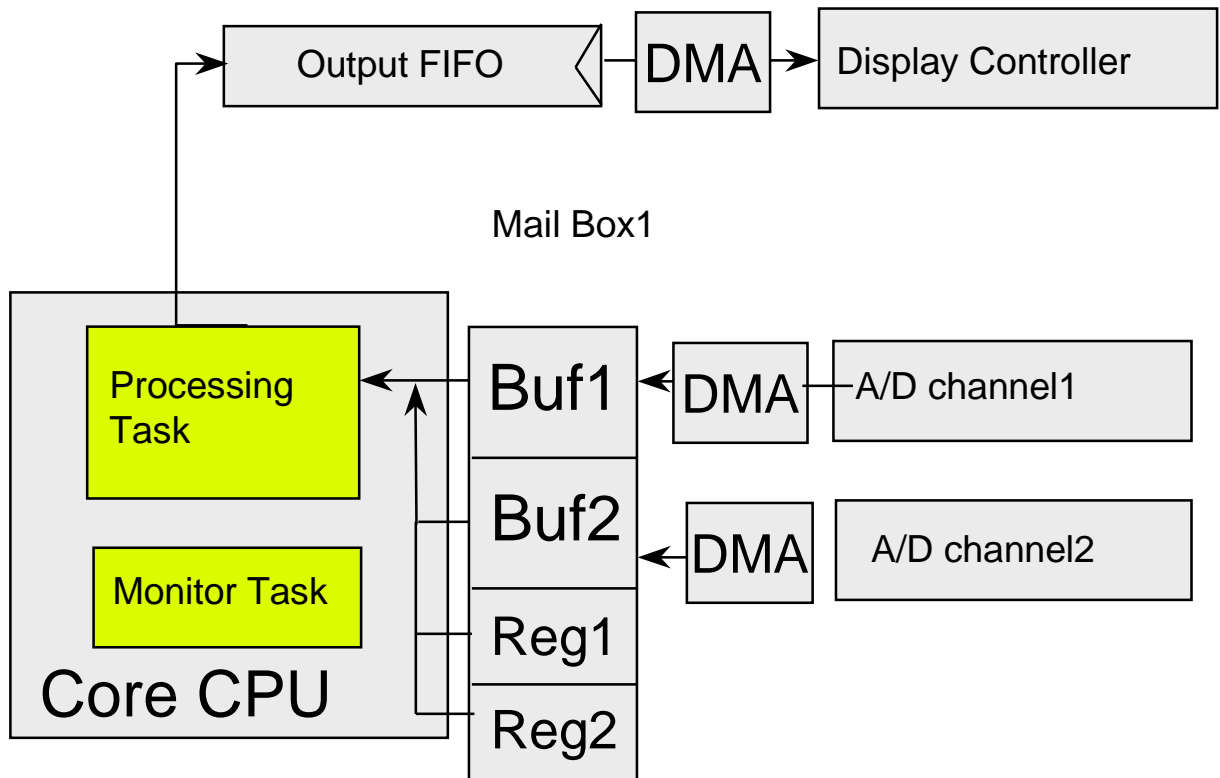 Output FIFO
DMA
Display Controller
Mail Box1
Processing
Task
Buf1
DMA
A/D channel1
Buf2
DMA
A/D channel2
Monitor Task
Reg1
Core CPU
Reg2